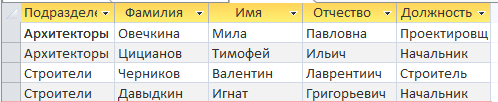 Подразделе Фамилия Имя Отчество Должность
Архитекторы Овечкина Мила Павловна Проектировщ
Архитекторы Цицианов Тимофей Ильич Начальник
Строители Черников Валентин Лаврентиич Строитель
Строители Давыдкин Игнат Григорьевич Начальник